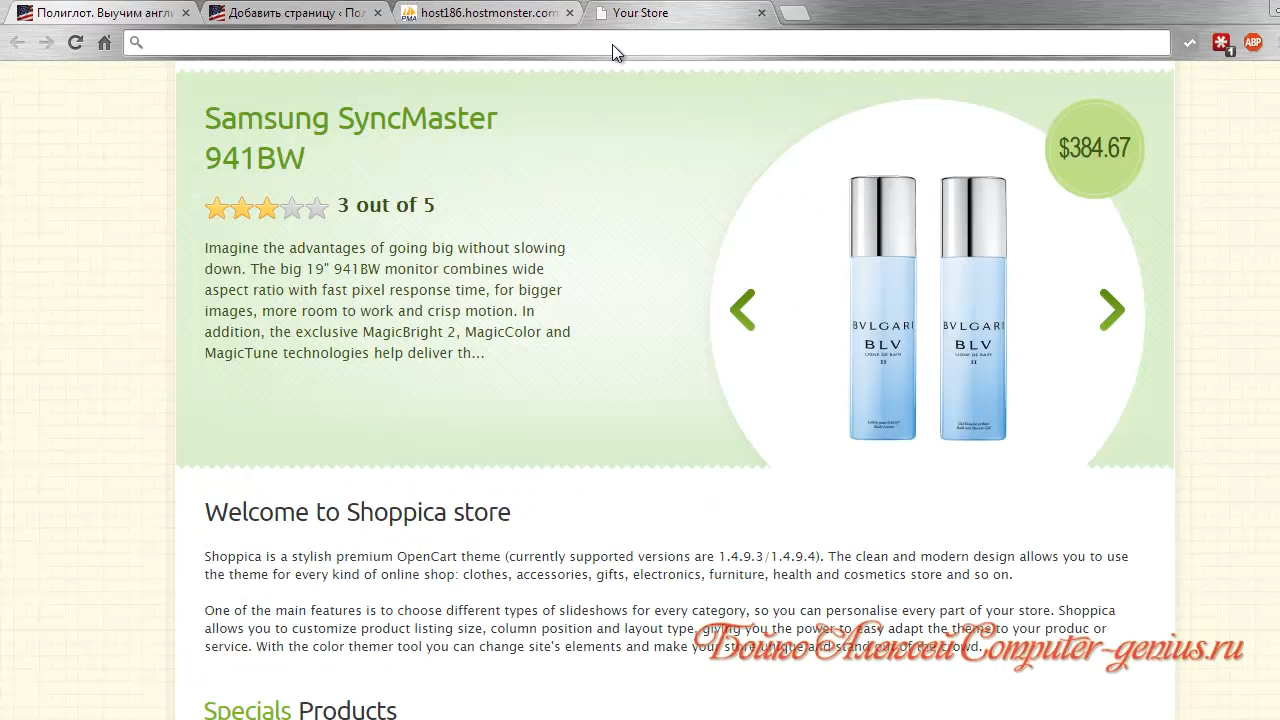 Полиглот. Выучим англи
Добавить страницу ‹ Пол
host186.hostmonster.com
Your Store
ABP
1
Samsung SyncMaster
941BW
$384.67
3 out of 5
Imagine the advantages of going big without slowing
down. The big 19" 941BW monitor combines wide
aspect ratio with fast pixel response time, for bigger
images, more room to work and crisp motion. In
addition, the exclusive MagicBright 2, MagicColor and
MagicTune technologies help deliver th...
BVLGARI BVLGARI
BLV BLV
II II
Welcome to Shoppica store
Shoppica is a stylish premium OpenCart theme (currently supported versions are 1.4.9.3/1.4.9.4). The clean and modern design allows you to use
the theme for every kind of online shop: clothes, accessories, gifts, electronics, furniture, health and cosmetics store and so on.
One of the main features is to choose different types of slideshows for every category, so you can personalise every part of your store. Shoppica
allows you to customize product listing size, column position and layout type, giving you the power to easy adapt the theme to your produc or
service. With the color themer tool you can hange site's elements and make your store unique and stand out of the crowd.
Бойко Алексей Computer-genius.ru
Specials Products